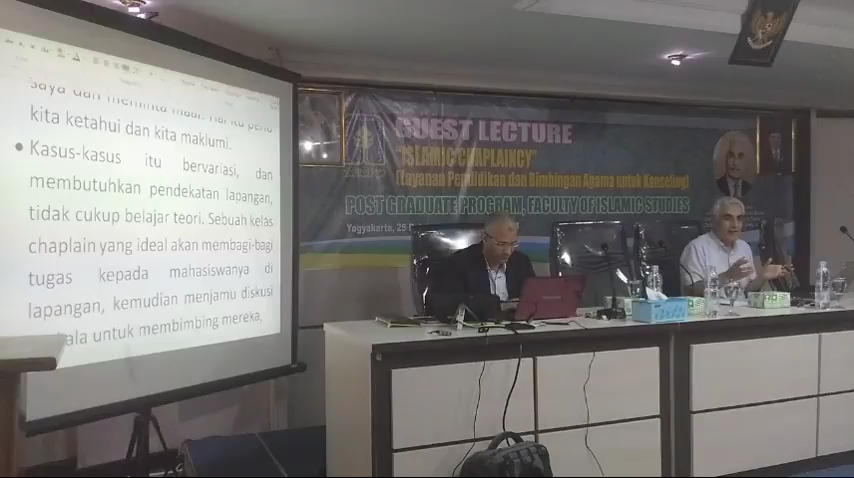 kita ketahui dan kita maklumi.
• Kasus-kasus itu bervariasi, dan
membutuhkan pendekatan lapangan,
tidak cukup belajar teori. Sebuah kelas
chaplain yang ideal akan membagi-bagi
tugas kepada mahasiswanya di
lapangan, kemudian menjamu diskusi
untuk membimbing mereka,
GUEST LECTURE
"ISLAMIC CHAPLAINCY"
(Layanan Pendidikan dan Bimbingan Agama untuk Konseling)
POST GRADUATE PROGRAM, FACULTY OF ISLAMIC STUDIES
Yogyakarta, 25